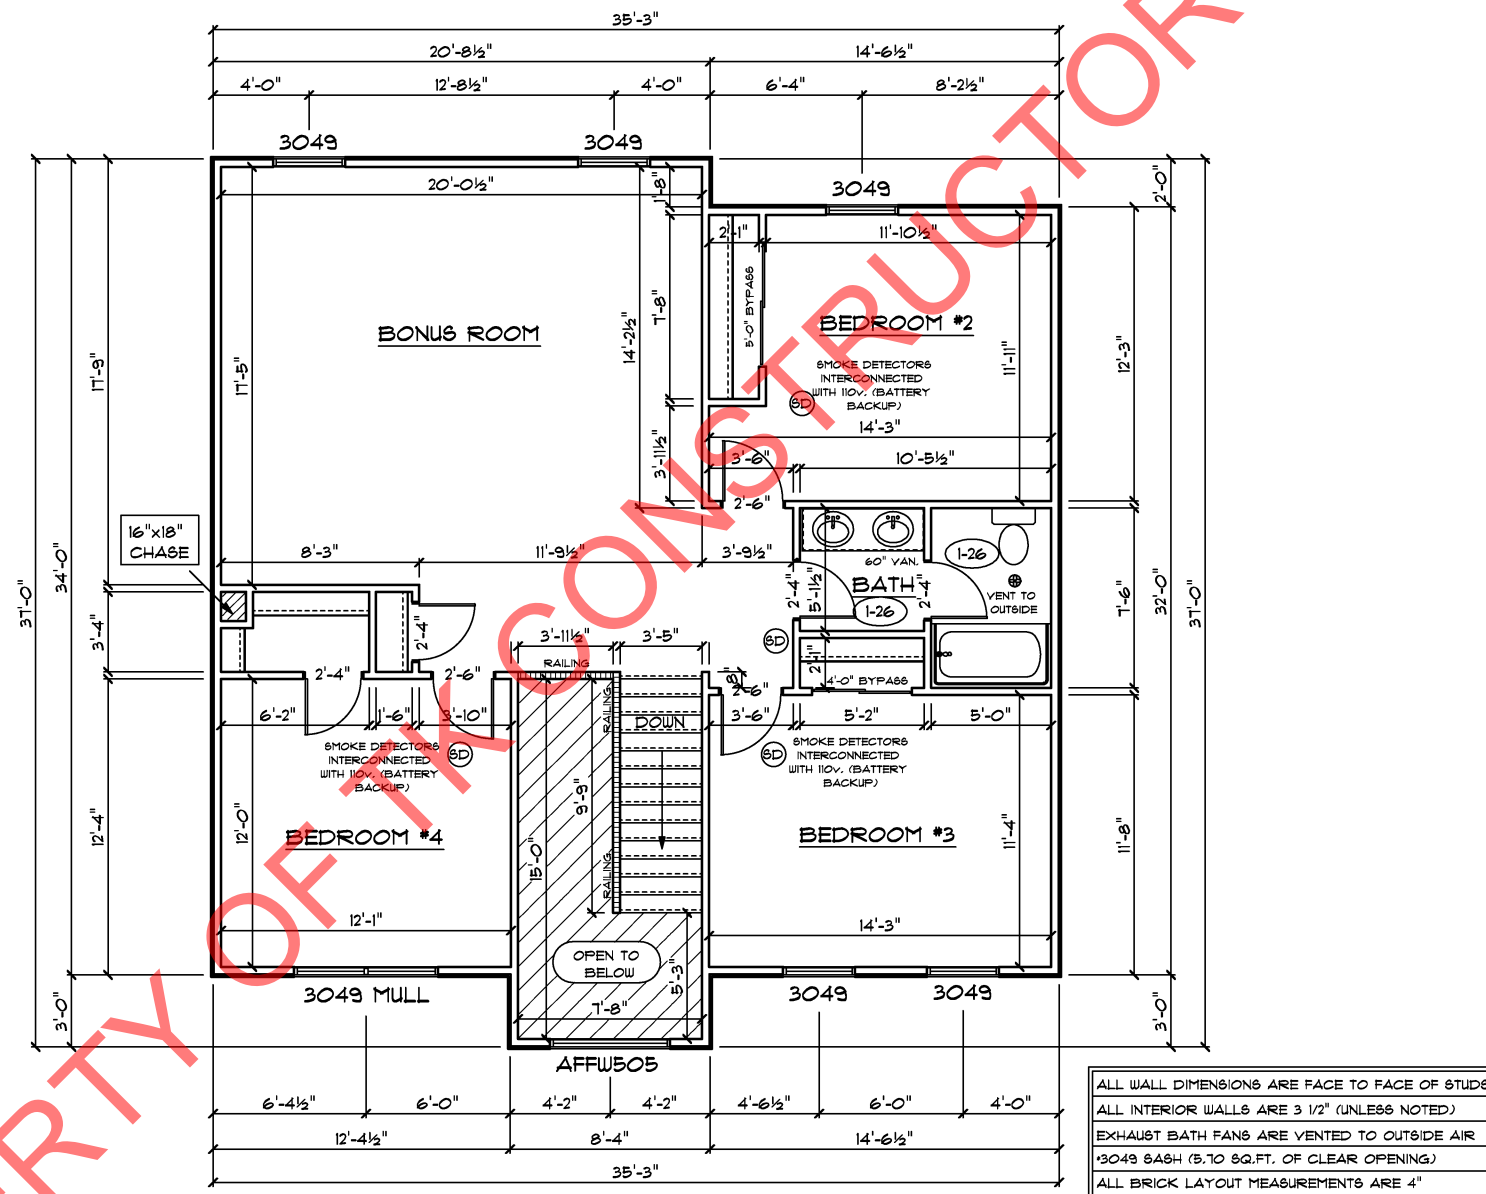 35'-3"
20'-8½" 14'-6½"
4'-0" 12'-8½" 4'-0" 6'-4" 8'-2½"
3049 3049
3049
20'-0½"
1'-8"
2'-0"
2'-1" 11'-10½"
5'-0" BYPASS
7'-8"
14'-2½"
BONUS ROOM
BEDROOM #2
SMOKE DETECTORS
INTERCONNECTED
WITH 110v. (BATTERY
BACKUP)
SD
11'-11"
12'-3"
17'-9"
17'-5"
14'-3"
3'-11½"
3'-6" 10'-5½"
2'-6"
16"x18"
CHASE
8'-3" 11'-9½" 3'-9½"
60" VAN.
BATH
1-26
1-26
VENT TO
OUTSIDE
2'-4"
5'-1½"
2'-4"
7'-6"
37'-0"
34'-0"
32'-0"
37'-0"
3'-4"
2'-4"
3'-11½" 3'-5"
RAILING
SD
2'-1"
4'-0" BYPASS
2'-4" 2'-6"
8"
2'-6"
6'-2" 1'-6" 3'-10"
RAILING
DOWN
3'-6" 5'-2" 5'-0"
SMOKE DETECTORS
INTERCONNECTED
WITH 110v. (BATTERY
BACKUP)
SD
SD
SMOKE DETECTORS
INTERCONNECTED
WITH 110v. (BATTERY
BACKUP)
12'-4"
12'-0"
BEDROOM #4
9'-9"
15'-0"
RAILING
BEDROOM #3
11'-4"
11'-8"
12'-1"
14'-3"
OPEN TO
BELOW
5'-3"
7'-8"
3049 MULL
3049 3049
3'-0"
3'-0"
AFFW505
6'-4½" 6'-0" 4'-2" 4'-2" 4'-6½" 6'-0" 4'-0"
12'-4½" 8'-4" 14'-6½"
35'-3"
ALL WALL DIMENSIONS ARE FACE TO FACE OF STUDS
ALL INTERIOR WALLS ARE 3 1/2" (UNLESS NOTED)
EXHAUST BATH FANS ARE VENTED TO OUTSIDE AIR
*3049 SASH (5.70 SQ.FT. OF CLEAR OPENING)
ALL BRICK LAYOUT MEASUREMENTS ARE 4"
ERTY OF TK CONSTRUCTOR